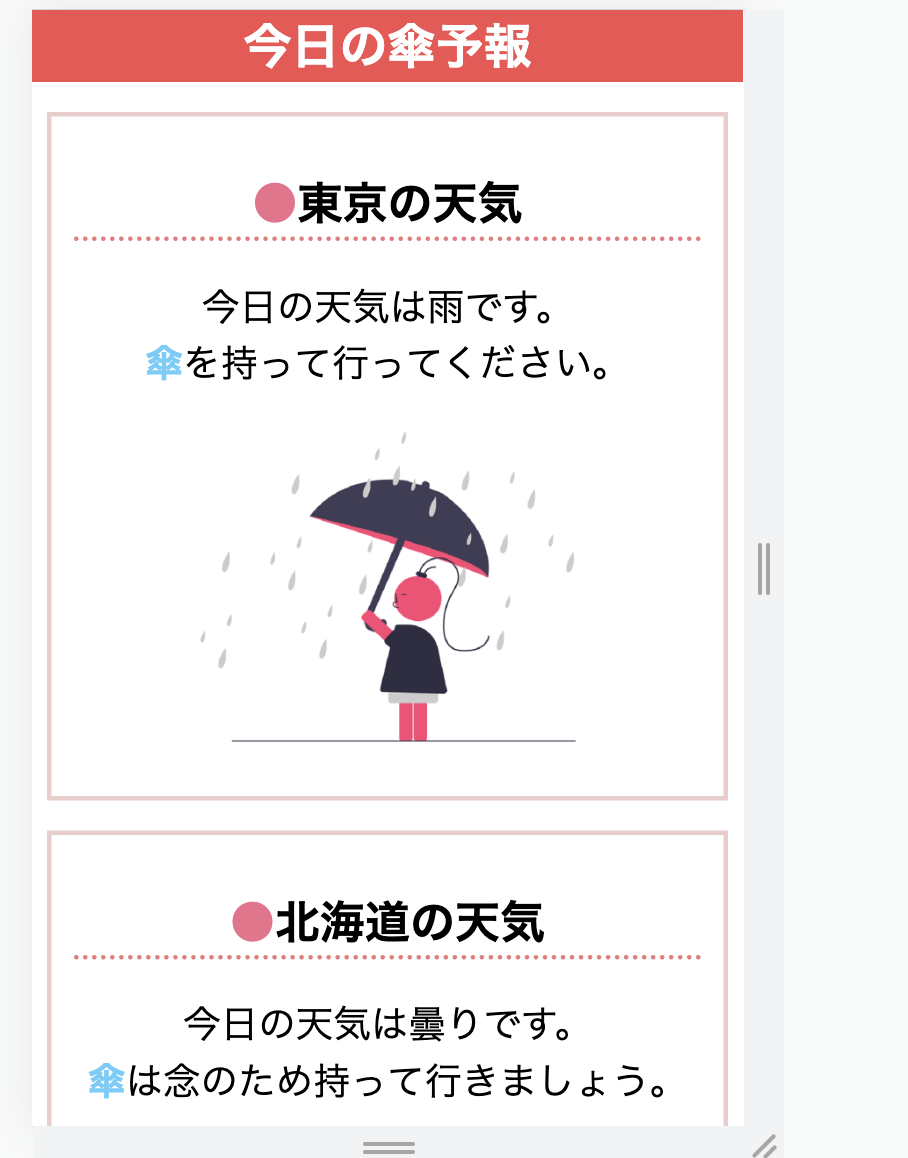 今日の傘予報
●東京の天気
今日の天気は雨です。
傘を持って行ってください。
●北海道の天気
今日の天気は曇りです。
傘は念のため持って行きましょう。